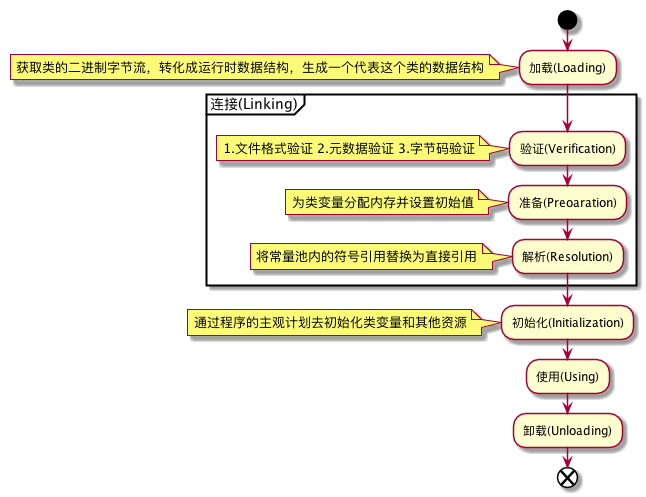 获取类的二进制字节流，转化成运行时数据结构，生成一个代表这个类的数据结构
加载(Loading)
连接(Linking)
1.文件格式验证 2.元数据验证 3.字节码验证
验证(Verification)
为类变量分配内存并设置初始值
准备(Preoaration)
将常量池内的符号引用替换为直接引用
解析(Resolution)
通过程序的主观计划去初始化类变量和其他资源
初始化(Initialization)
使用(Using)
卸载(Unloading)